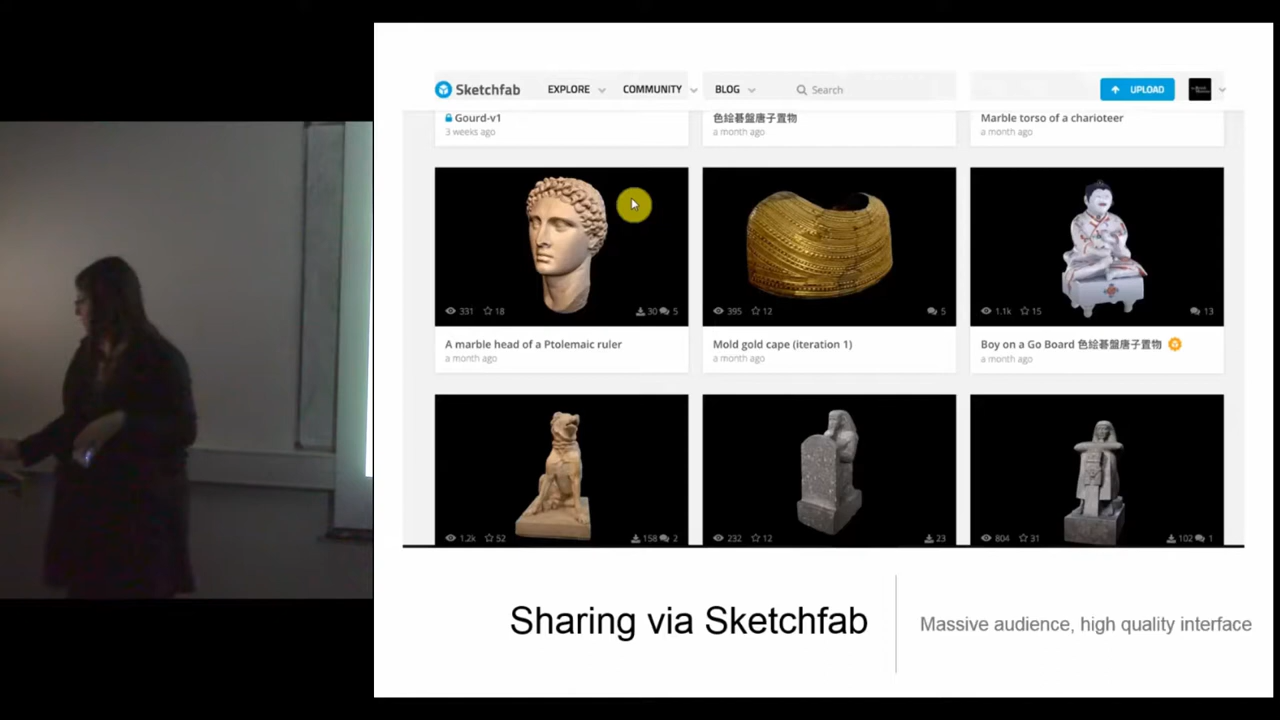 Sketchfab EXPLORE COMMUNITY BLOG Search UPLOAD
Gourd-v1
3 weeks ago
色絵碁盤唐子置物
a month ago
Marble torso of a charioteer
a month ago
331 18 30 5
395 12 5
1.1k 15 13
A marble head of a Ptolemaic ruler
a month ago
Mold gold cape (iteration 1)
a month ago
Boy on a Go Board 色絵碁盤唐子置物
a month ago
1.2k 52 158 2
232 12 23
804 31 102 1
Sharing via Sketchfab
Massive audience, high quality interface